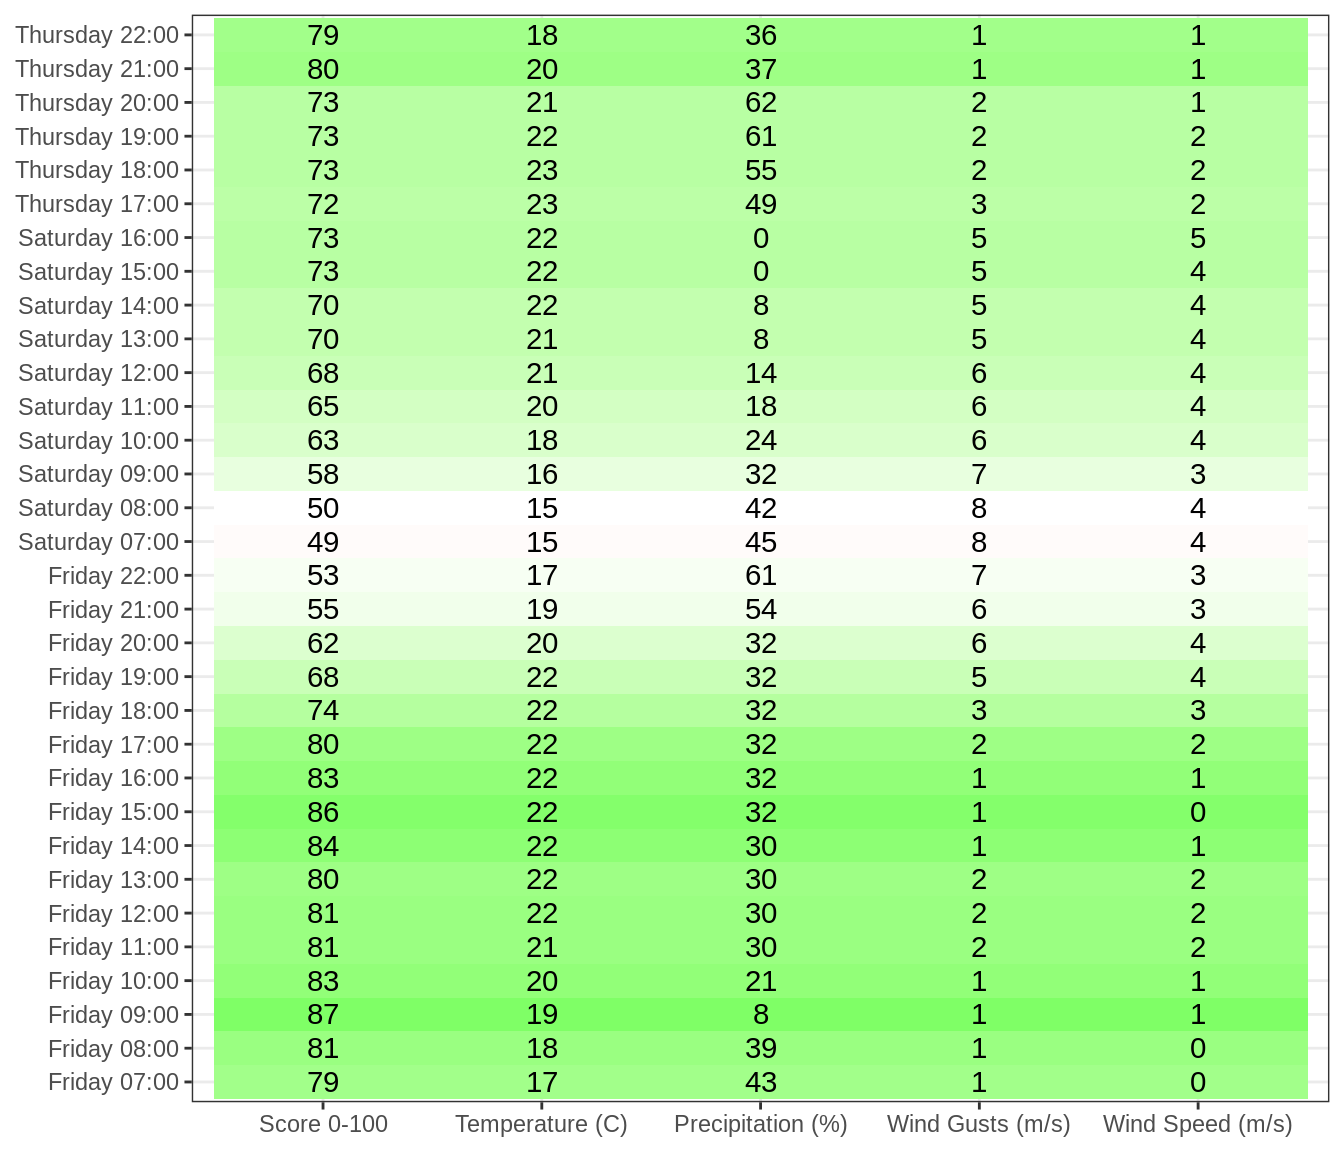 Thursday 22:00 79 18 36 1 1
Thursday 21:00 80 20 37 1 1
Thursday 20:00 73 21 62 2 1
Thursday 19:00 73 22 61 2 2
Thursday 18:00 73 23 55 2 2
Thursday 17:00 72 23 49 3 2
Saturday 16:00 73 22 0 5 5
Saturday 15:00 73 22 0 5 4
Saturday 14:00 70 22 8 5 4
Saturday 13:00 70 21 8 5 4
Saturday 12:00 68 21 14 6 4
Saturday 11:00 65 20 18 6 4
Saturday 10:00 63 18 24 6 4
Saturday 09:00 58 16 32 7 3
Saturday 08:00 50 15 42 8 4
Saturday 07:00 49 15 45 8 4
Friday 22:00 53 17 61 7 3
Friday 21:00 55 19 54 6 3
Friday 20:00 62 20 32 6 4
Friday 19:00 68 22 32 5 4
Friday 18:00 74 22 32 3 3
Friday 17:00 80 22 32 2 2
Friday 16:00 83 22 32 1 1
Friday 15:00 86 22 32 1 0
Friday 14:00 84 22 30 1 1
Friday 13:00 80 22 30 2 2
Friday 12:00 81 22 30 2 2
Friday 11:00 81 21 30 2 2
Friday 10:00 83 20 21 1 1
Friday 09:00 87 19 8 1 1
Friday 08:00 81 18 39 1 0
Friday 07:00 79 17 43 1 0
Score 0-100 Temperature (C) Precipitation (%) Wind Gusts (m/s) Wind Speed (m/s)